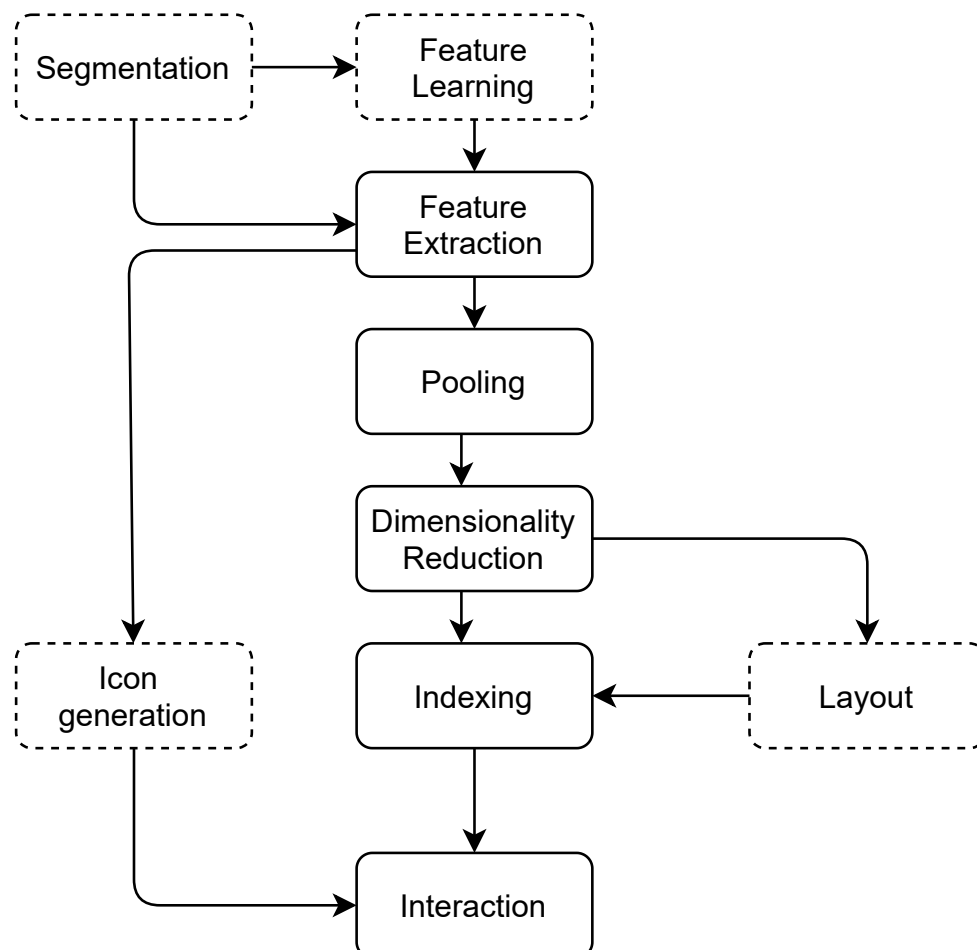 Segmentation
Feature
Learning
Feature
Extraction
Pooling
Dimensionality
Reduction
Icon
generation
Indexing
Layout
Interaction